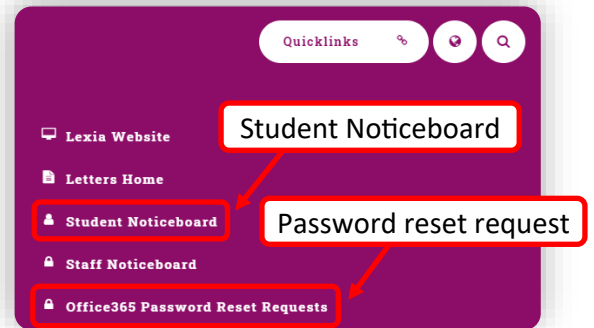 Quicklinks
Lexia Website
Student Noticeboard
Letters Home
Student Noticeboard
Password reset request
Staff Noticeboard
Office365 Password Reset Requests